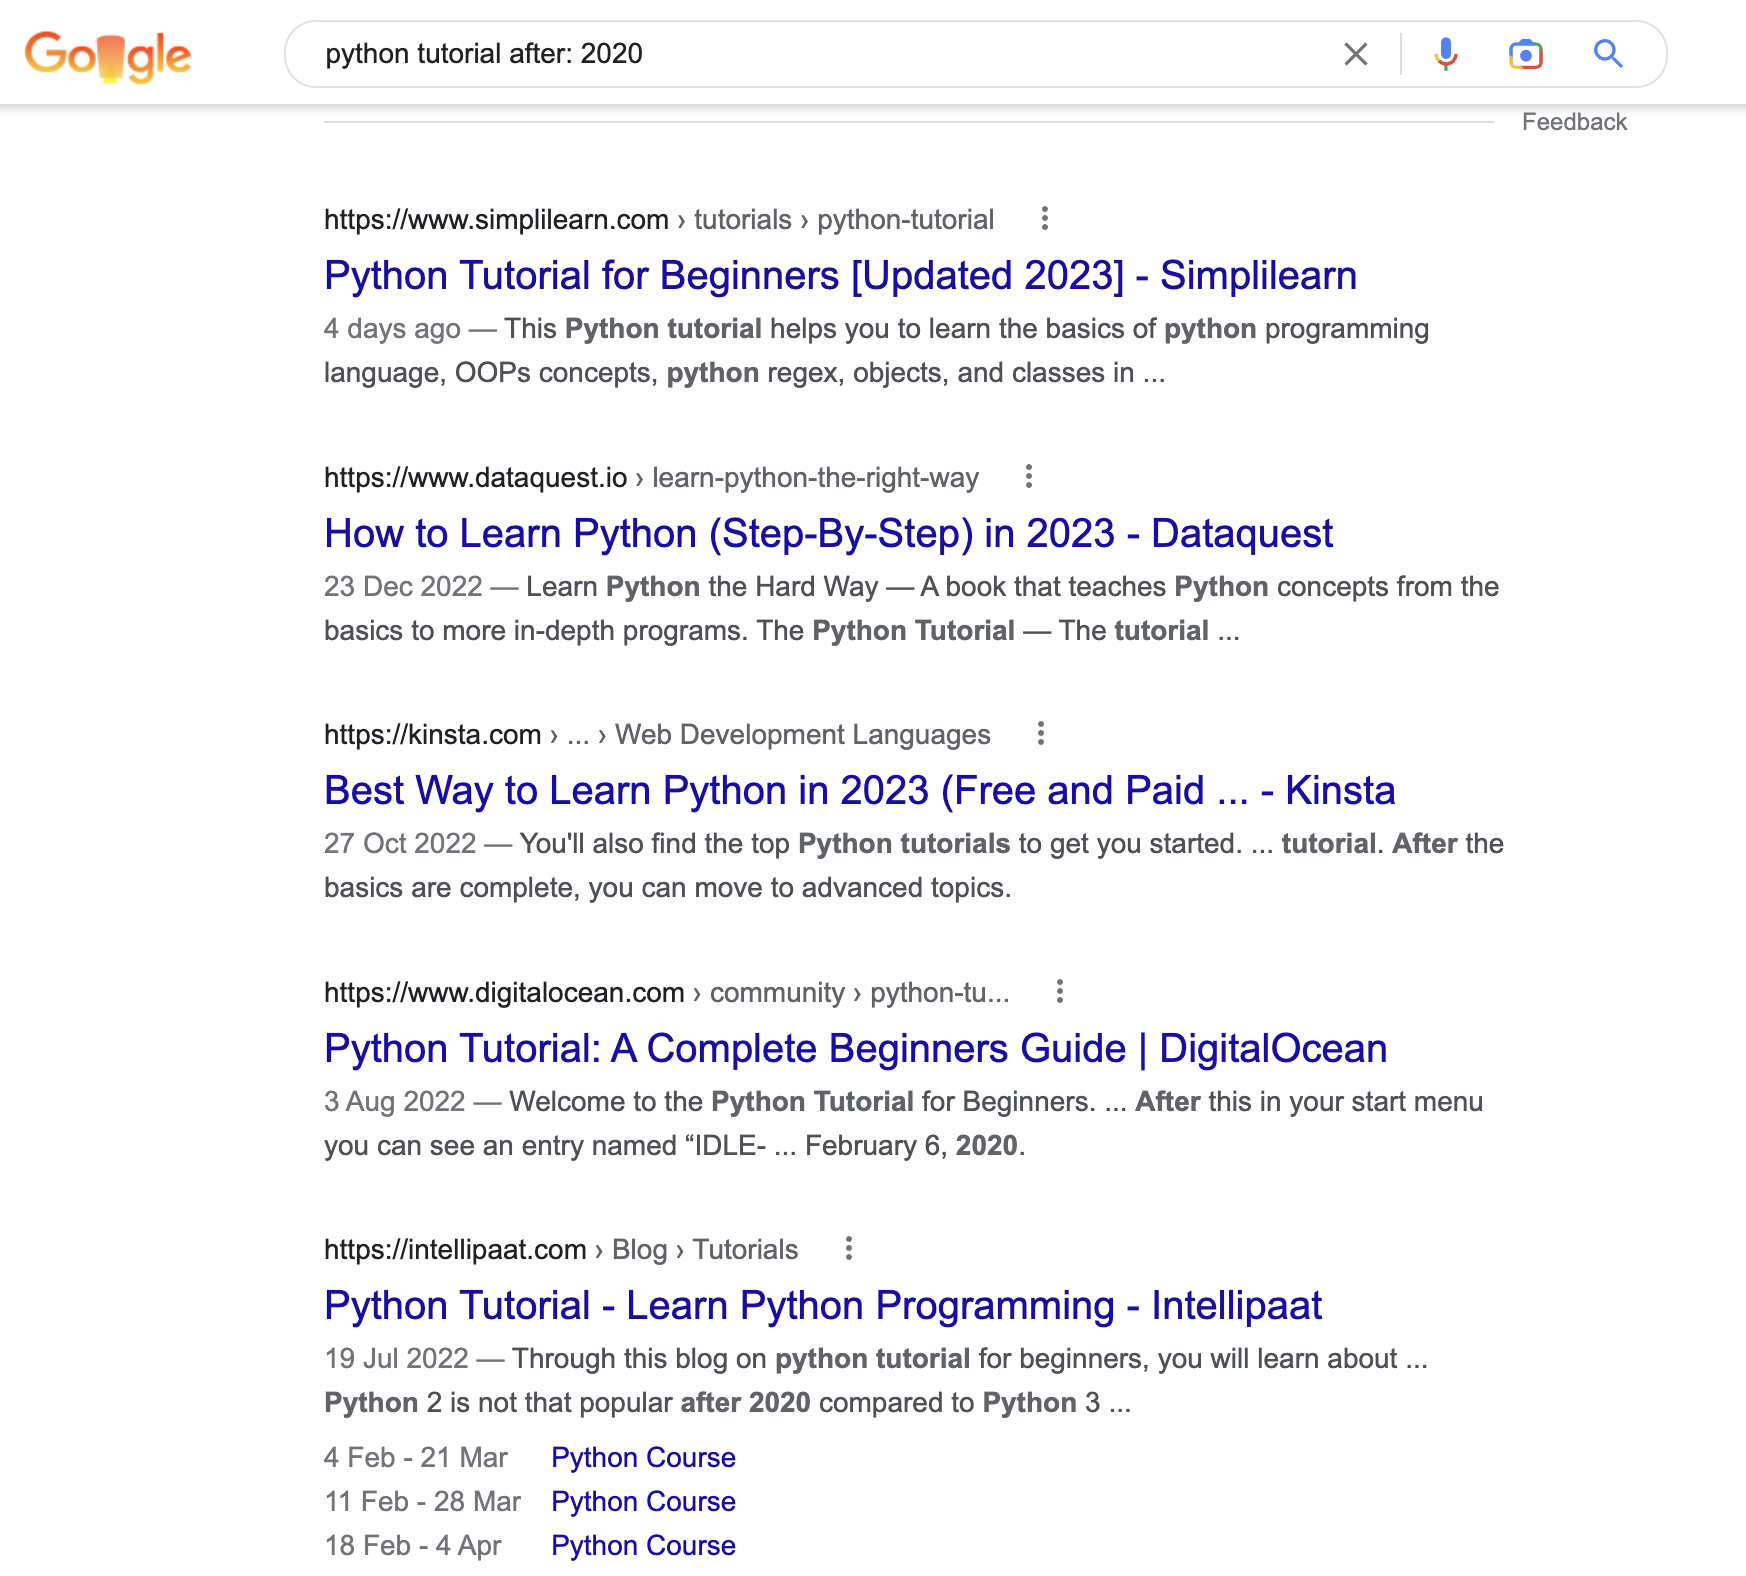 Google
python tutorial after: 2020
Feedback
https://www.simplilearn.com › tutorials › python-tutorial
Python Tutorial for Beginners [Updated 2023] - Simplilearn
4 days ago — This Python tutorial helps you to learn the basics of python programming
language, OOPs concepts, python regex, objects, and classes in ...
https://www.dataquest.io › learn-python-the-right-way
How to Learn Python (Step-By-Step) in 2023 - Dataquest
23 Dec 2022 — Learn Python the Hard Way — A book that teaches Python concepts from the
basics to more in-depth programs. The Python Tutorial — The tutorial ...
https://kinsta.com › ... › Web Development Languages
Best Way to Learn Python in 2023 (Free and Paid ... - Kinsta
27 Oct 2022 — You'll also find the top Python tutorials to get you started. ... tutorial. After the
basics are complete, you can move to advanced topics.
https://www.digitalocean.com › community › python-tu...
Python Tutorial: A Complete Beginners Guide | DigitalOcean
3 Aug 2022 — Welcome to the Python Tutorial for Beginners. ... After this in your start menu
you can see an entry named “IDLE- ... February 6, 2020.
https://intellipaat.com › Blog › Tutorials
Python Tutorial - Learn Python Programming - Intellipaat
19 Jul 2022 — Through this blog on python tutorial for beginners, you will learn about ...
Python 2 is not that popular after 2020 compared to Python 3 ...
4 Feb - 21 Mar Python Course
11 Feb - 28 Mar Python Course
18 Feb - 4 Apr Python Course